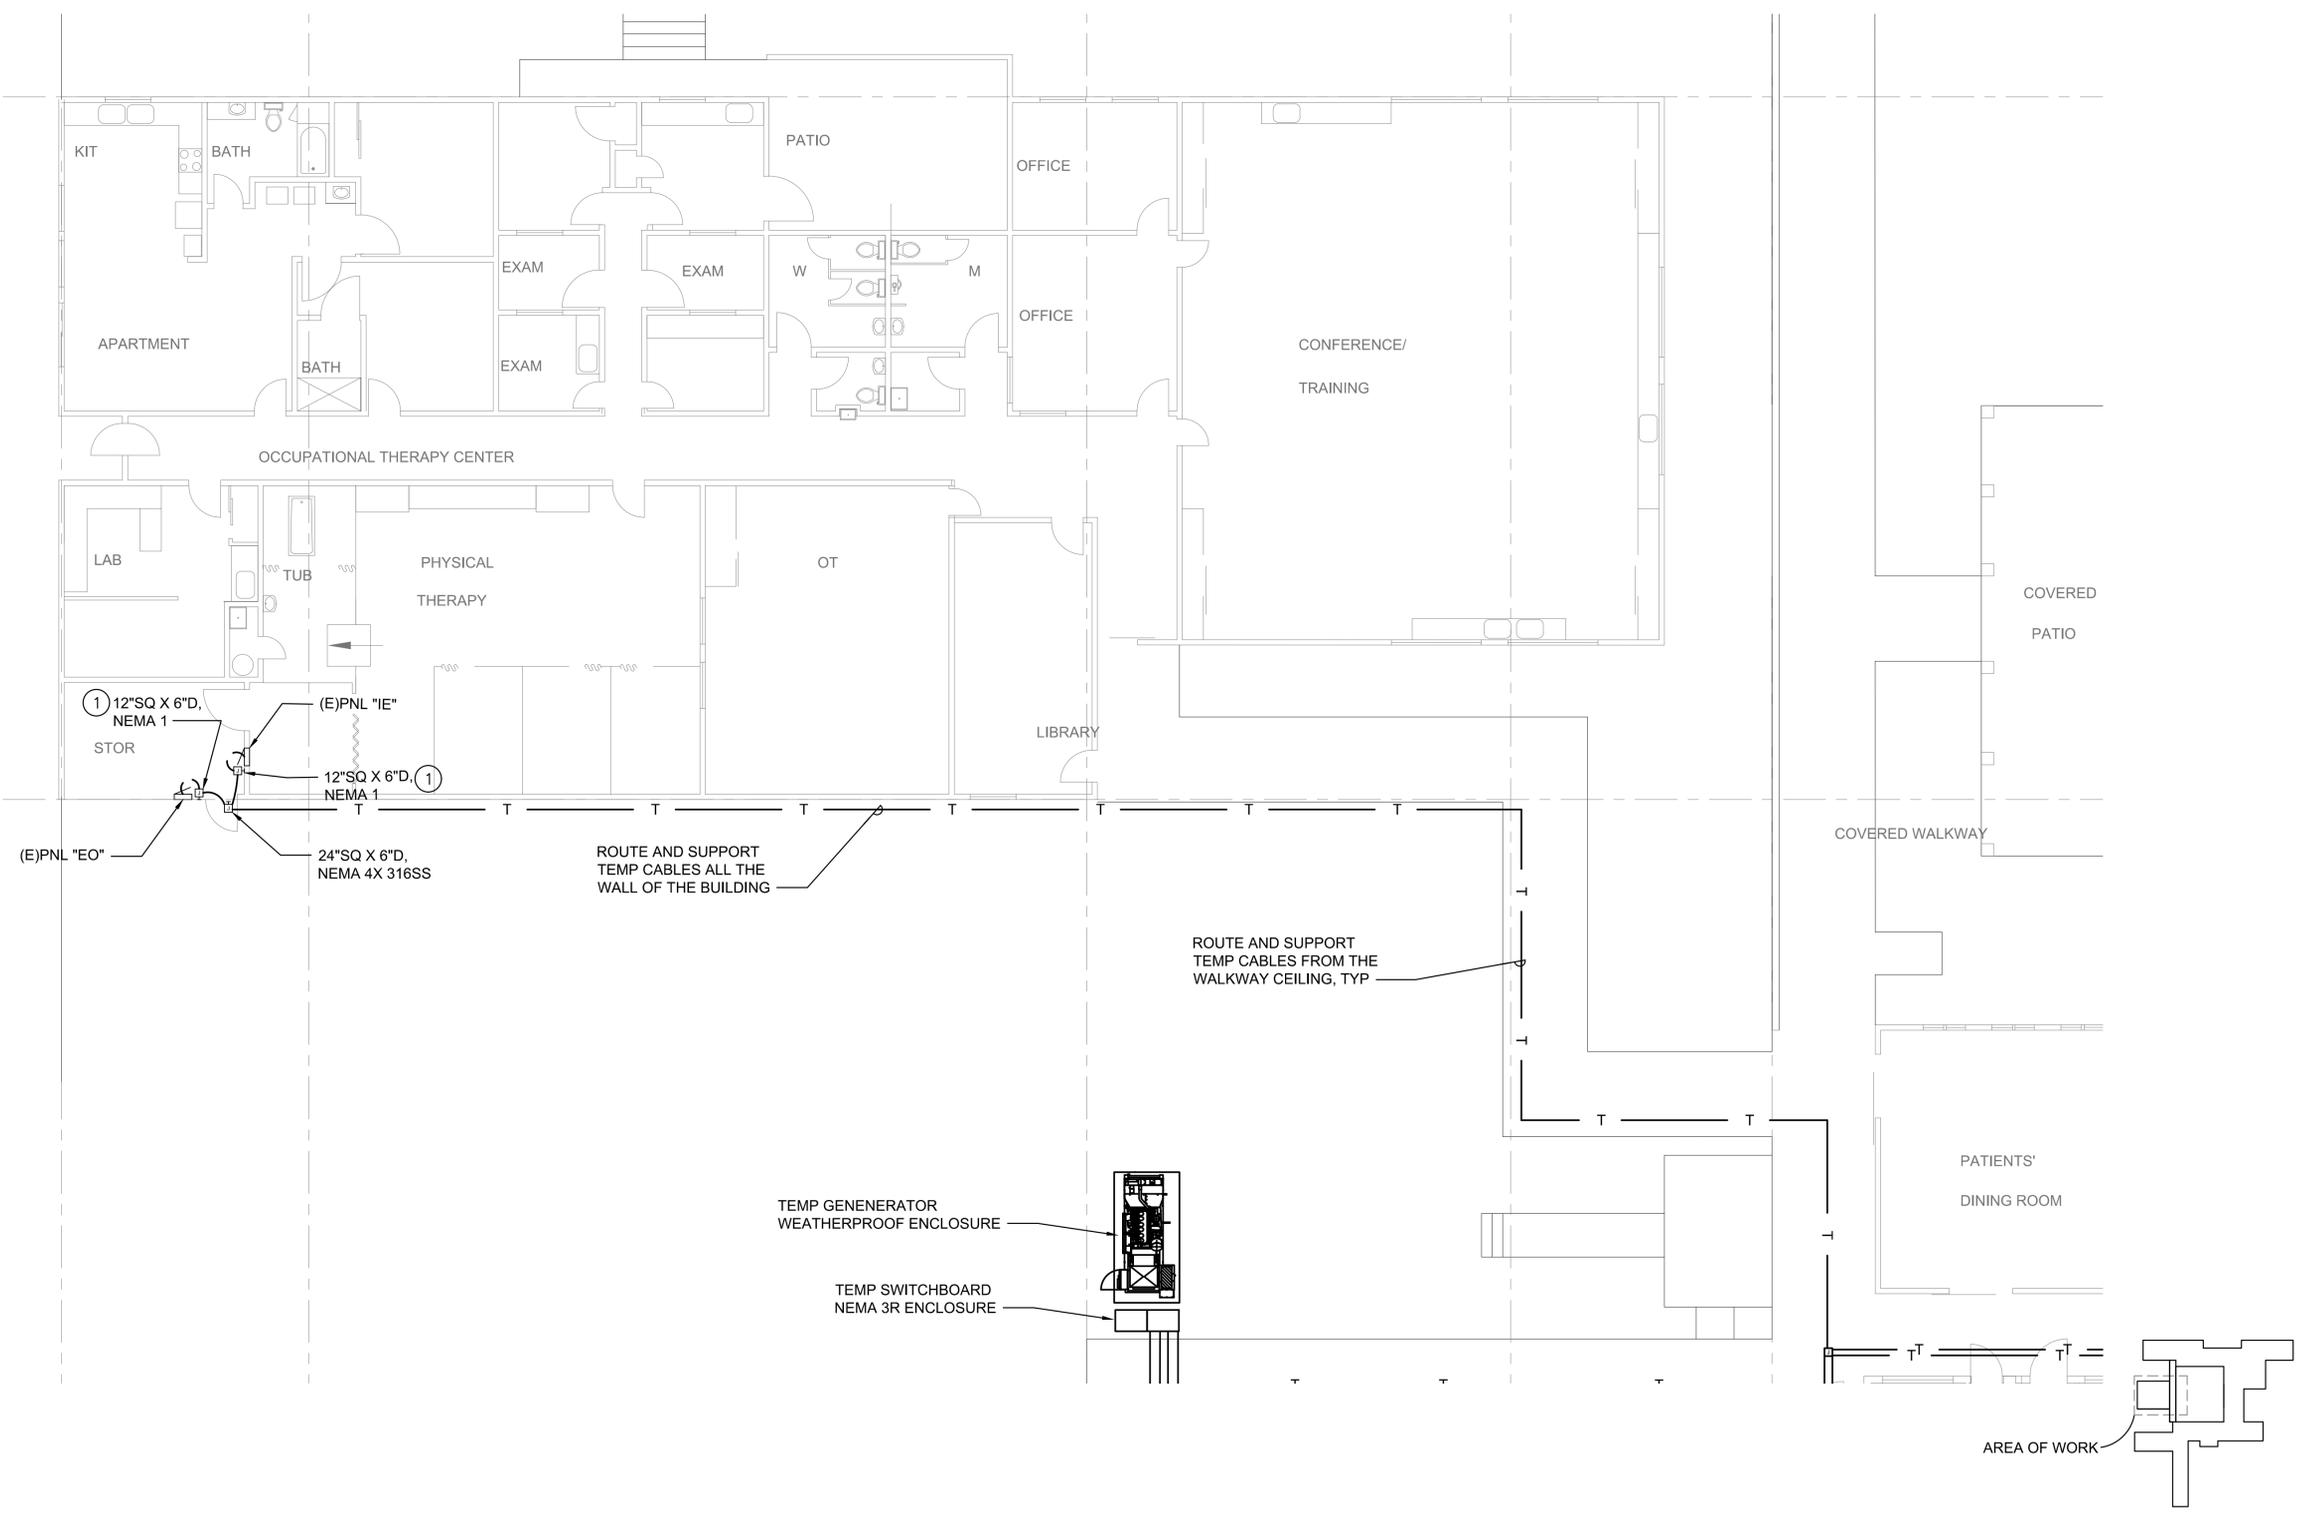 PATIO
KIT
BATH
OFFICE
EXAM
EXAM
W
M
OFFICE
APARTMENT
BATH
EXAM
CONFERENCE/
TRAINING
OCCUPATIONAL THERAPY CENTER
LAB
TUB
PHYSICAL
THERAPY
OT
COVERED
PATIO
1
12"SQ X 6"D,
NEMA 1
(E)PNL "IE"
STOR
LIBRARY
12"SQ X 6"D,
NEMA 1
1
T T T T T T T T
COVERED WALKWAY
(E)PNL "EO"
24"SQ X 6"D,
NEMA 4X 316SS
ROUTE AND SUPPORT
TEMP CABLES ALL THE
WALL OF THE BUILDING
T
ROUTE AND SUPPORT
TEMP CABLES FROM THE
WALKWAY CEILING, TYP
T
T T
PATIENTS'
DINING ROOM
TEMP GENENERATOR
WEATHERPROOF ENCLOSURE
T
TEMP SWITCHBOARD
NEMA 3R ENCLOSURE
T T
T T
T T T
AREA OF WORK